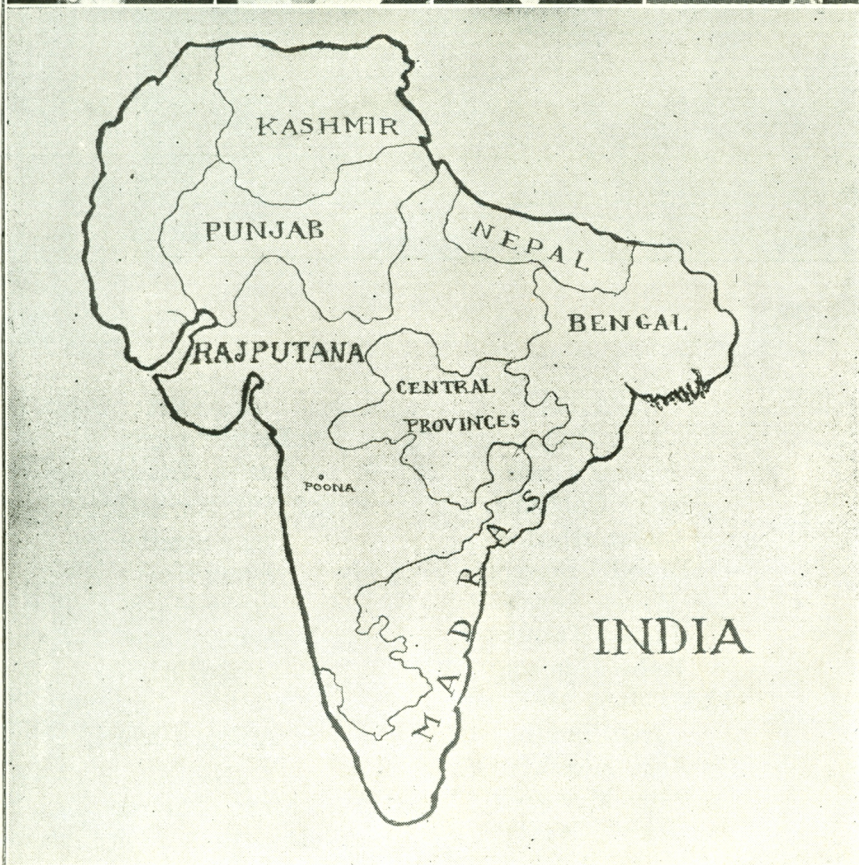 KASHMIR
PUNJAB
NEPAL
BENGAL
RAJPUTANA
CENTRAL
PROVINCES
POONA
MADRAS
INDIA